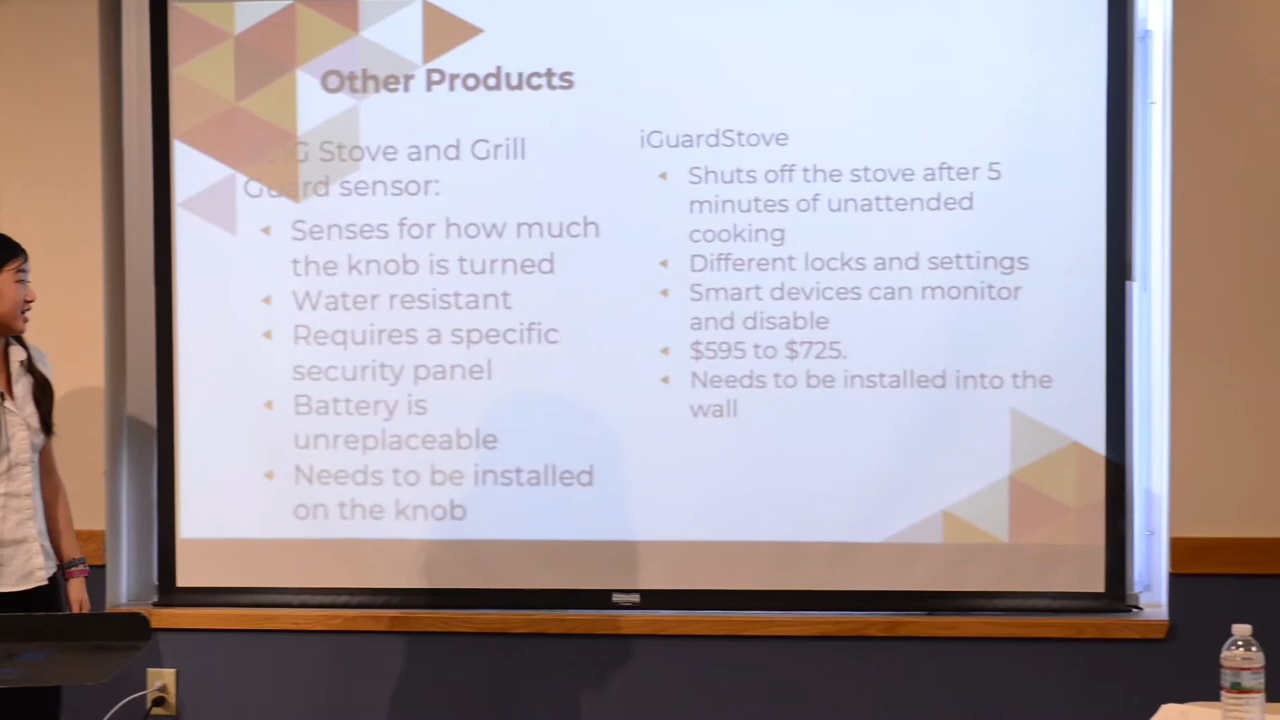 Other Products
Stove and Grill
Guard sensor:
Senses for how much
the knob is turned
Water resistant
Requires a specific
security panel
Battery is
unreplaceable
Needs to be installed
on the knob
iGuardStove
Shuts off the stove after 5
minutes of unattended
cooking
Different locks and settings
Smart devices can monitor
and disable
$595 to $725.
Needs to be installed into the
wall